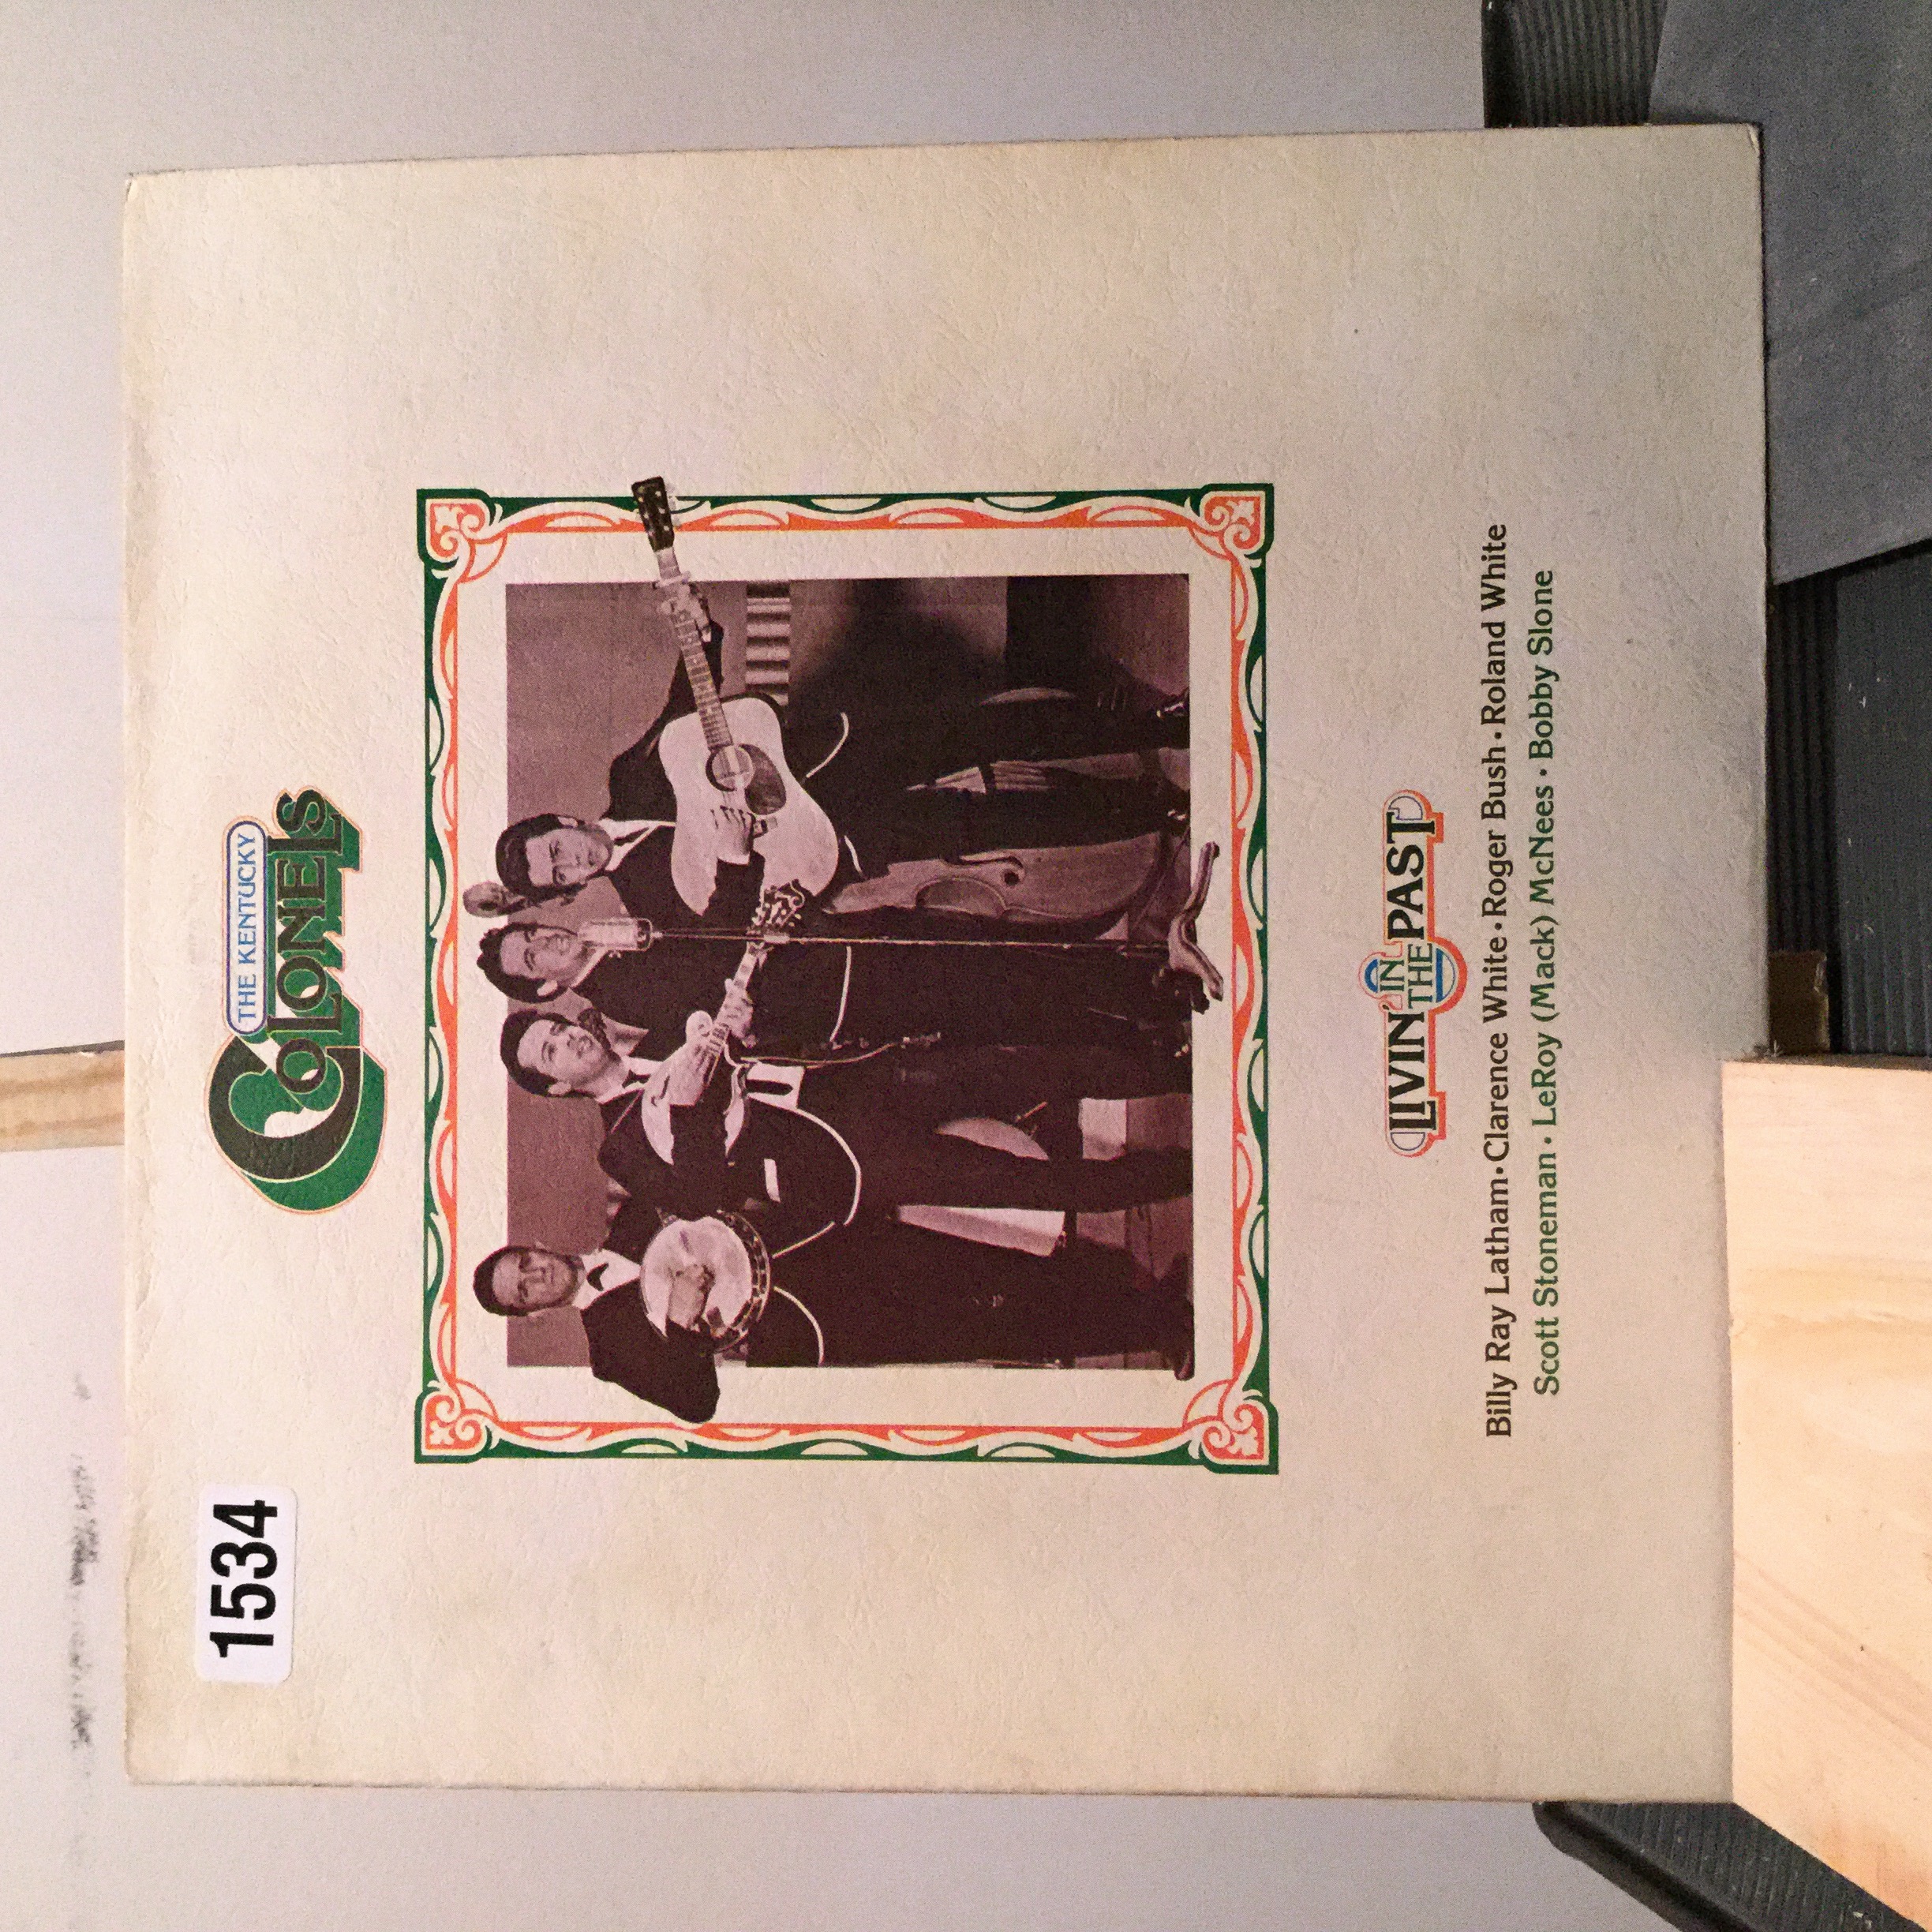 1534
THE KENTUCKY
COLONELS
LIVIN' IN THE PAST
Billy Ray Latham • Clarence White • Roger Bush • Roland White
Scott Stoneman • LeRoy (Mack) McNees • Bobby Slone